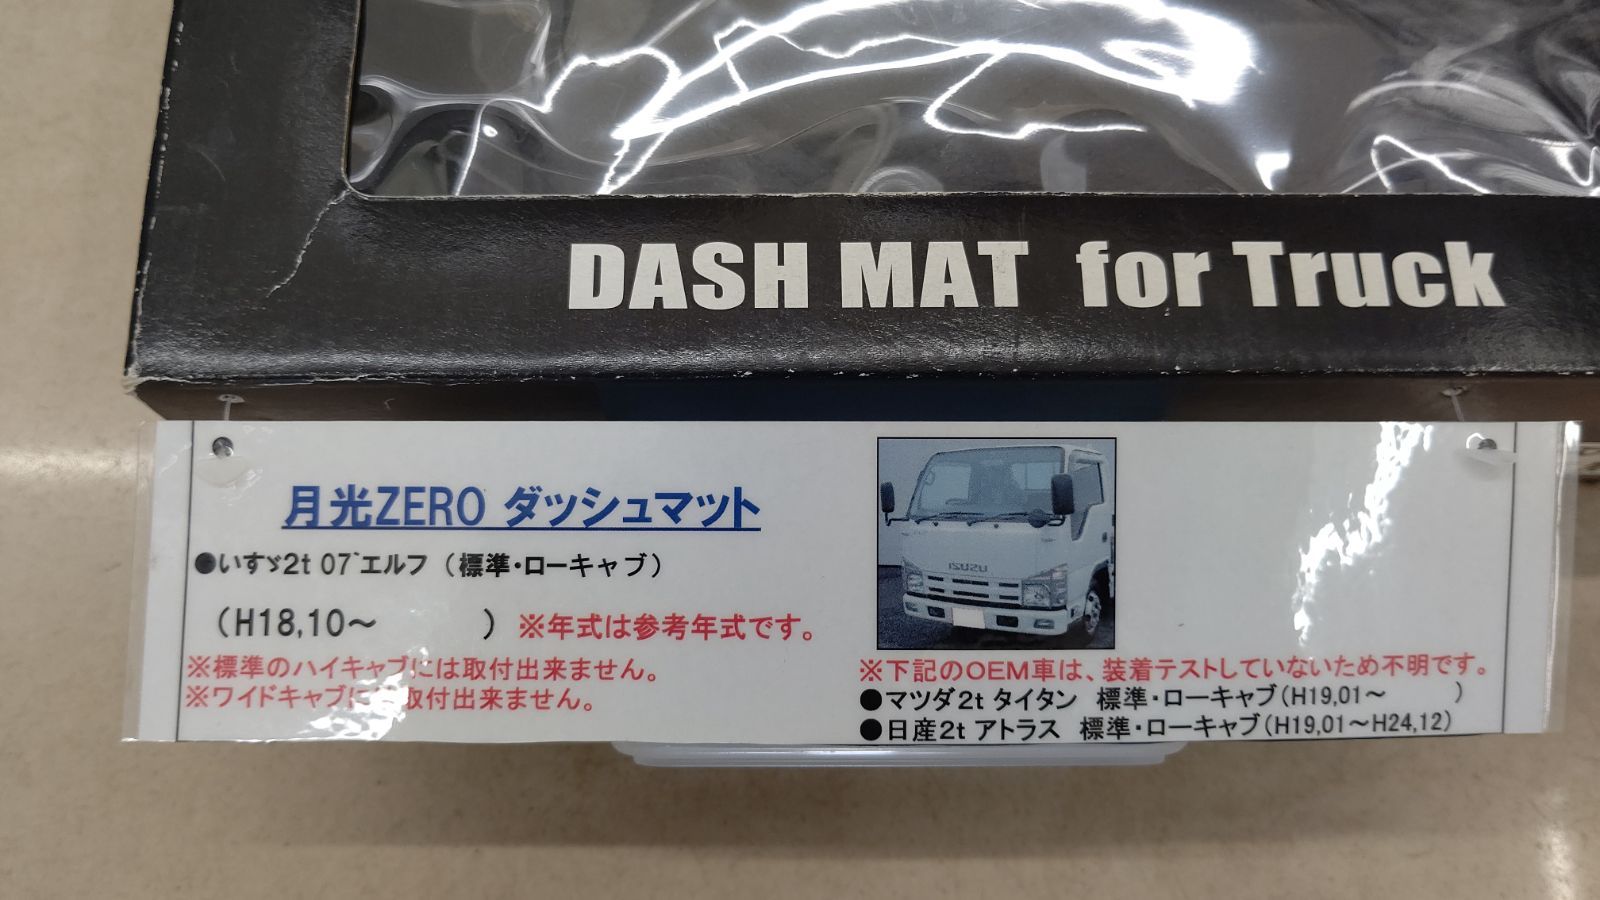 DASH MAT for Truck
月光ZERO ダッシュマット
●いすゞ2t 07~エルフ (標準・ローキャブ)
(H18,10~ ) ※年式は参考年式です。
※標準のハイキャブには取付出来ません。
※ワイドキャブに 取付出来ません。
ISUZU
※下記のOEM車は、装着テストしていないため不明です。
●マツダ2t タイタン 標準・ローキャブ(H19,01~ )
●日産2t アトラス 標準・ローキャブ(H19,01~H24,12)